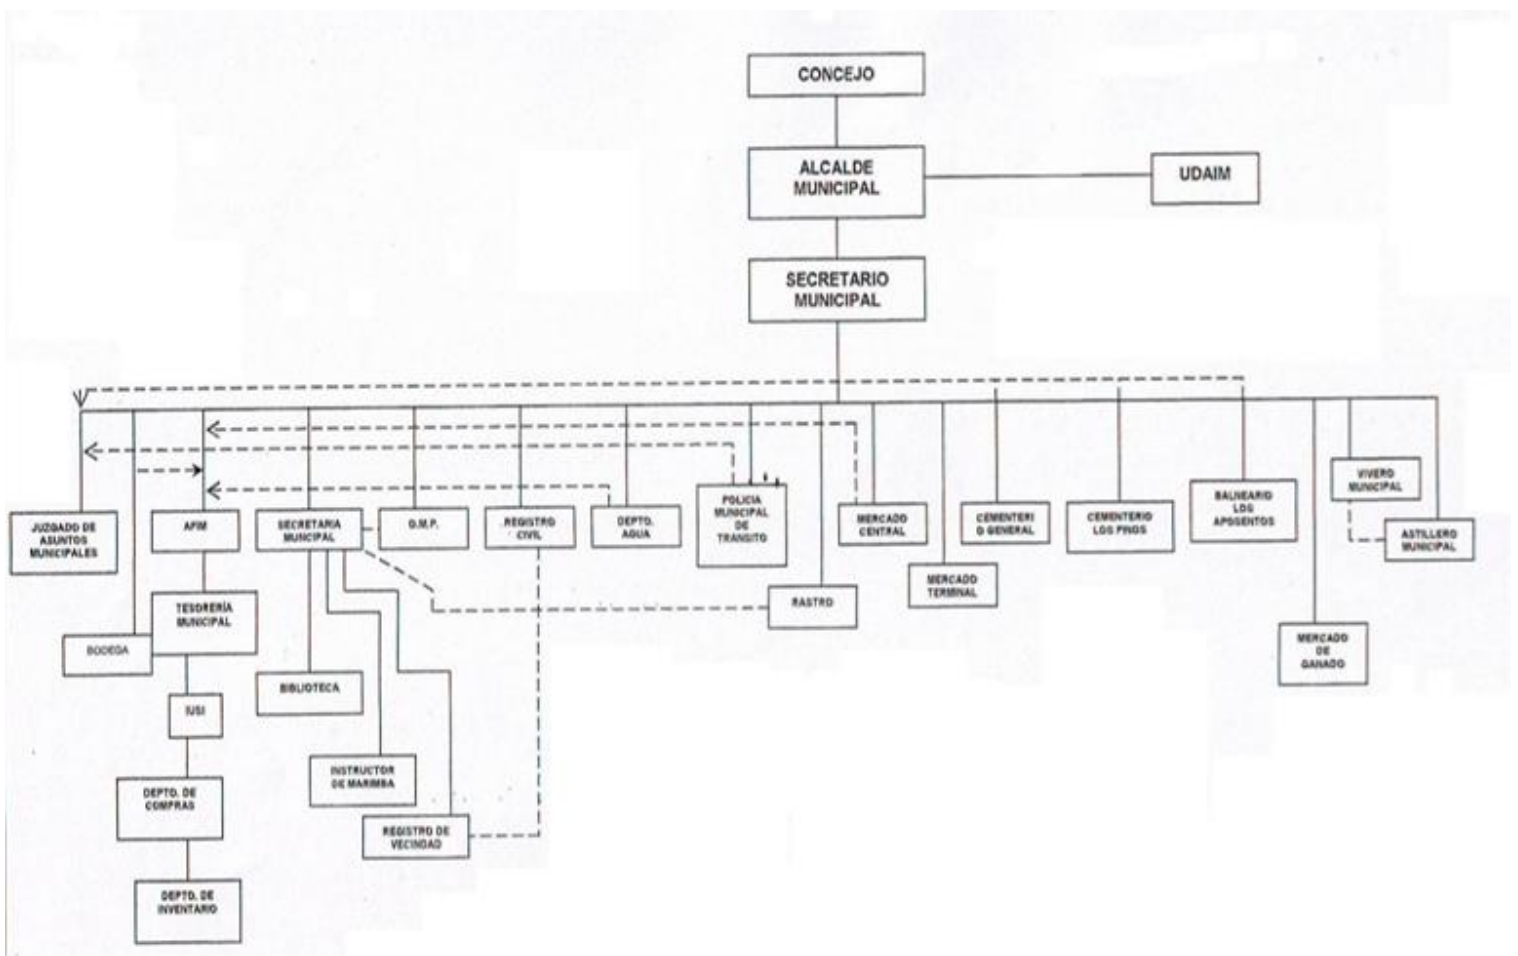 CONCEJO
ALCALDE
MUNICIPAL
UDAIM
SECRETARIO
MUNICIPAL
JUZGADO DE
ASUNTOS
MUNICIPALES
AFIM
SECRETARIA
MUNICIPAL
O.M.P.
REGISTRO
CIVIL
DEPTO.
AGUA
POLICIA
MUNICIPAL
DE
TRANSITO
MERCADO
CENTRAL
CEMENTERI
O GENERAL
CEMENTERIO
LOS PINOS
BALNEARIO
LOS
APOSENTOS
VIVERO
MUNICIPAL
ASTILLERO
MUNICIPAL
TESORERÍA
MUNICIPAL
BODEGA
RASTRO
MERCADO
TERMINAL
MERCADO
DE
GANADO
IUSI
BIBLIOTECA
DEPTO. DE
COMPRAS
INSTRUCTOR
DE MARIMBA
REGISTRO DE
VECINDAD
DEPTO. DE
INVENTARIO